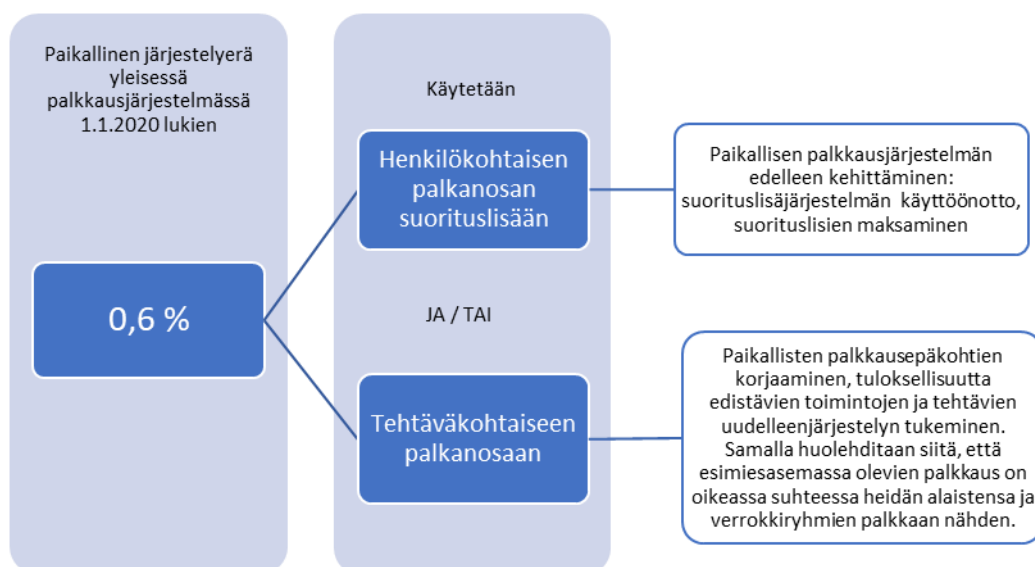 Paikallinen järjestelyerä
yleisessä
palkkausjärjestelmässä
1.1.2020 lukien
0,6 %
Käytetään
Henkilökohtaisen
palkanosan
suorituslisään
JA / TAI
Tehtäväkohtaiseen
palkanosaan
Paikallisen palkkausjärjestelmän
edelleen kehittäminen:
suorituslisäjärjestelmän käyttöönotto,
suorituslisien maksaminen
Paikallisten palkkausepäkohtien
korjaaminen, tuloksellisuutta
edistävien toimintojen ja tehtävien
uudelleenjärjestelyn tukeminen.
Samalla huolehditaan siitä, että
esimiesasemassa olevien palkkaus on
oikeassa suhteessa heidän alaistensa ja
verrokkiryhmien palkkaan nähden.